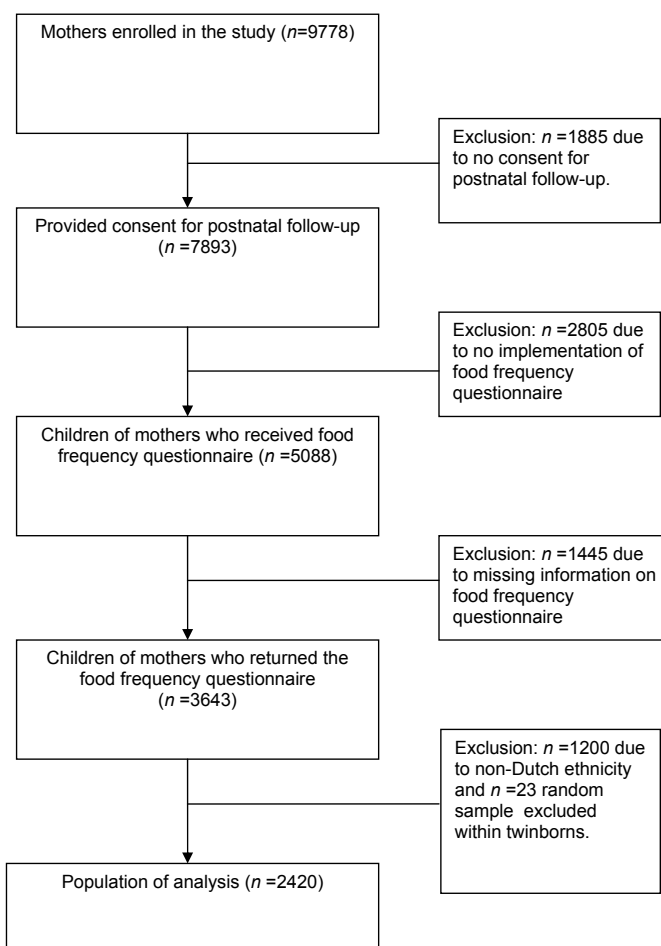 Mothers enrolled in the study (n=9778)
Exclusion: n =1885 due
to no consent for
postnatal follow-up.
Provided consent for postnatal follow-up
(n =7893)
Exclusion: n =2805 due
to no implementation of
food frequency
questionnaire
Children of mothers who received food
frequency questionnaire (n =5088)
Exclusion: n =1445 due
to missing information on
food frequency
questionnaire
Children of mothers who returned the
food frequency questionnaire
(n =3643)
Exclusion: n =1200 due
to non-Dutch ethnicity
and n =23 random
sample excluded
within twinborns.
Population of analysis (n =2420)